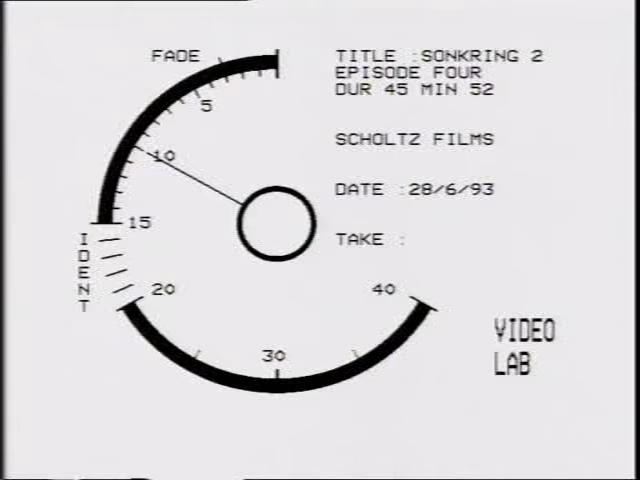 FADE
5
10
15
IDENT
20
30
40
TITLE :SONKRING 2
EPISODE FOUR
DUR 45 MIN 52
SCHOLTZ FILMS
DATE :28/6/93
TAKE :
VIDEO
LAB